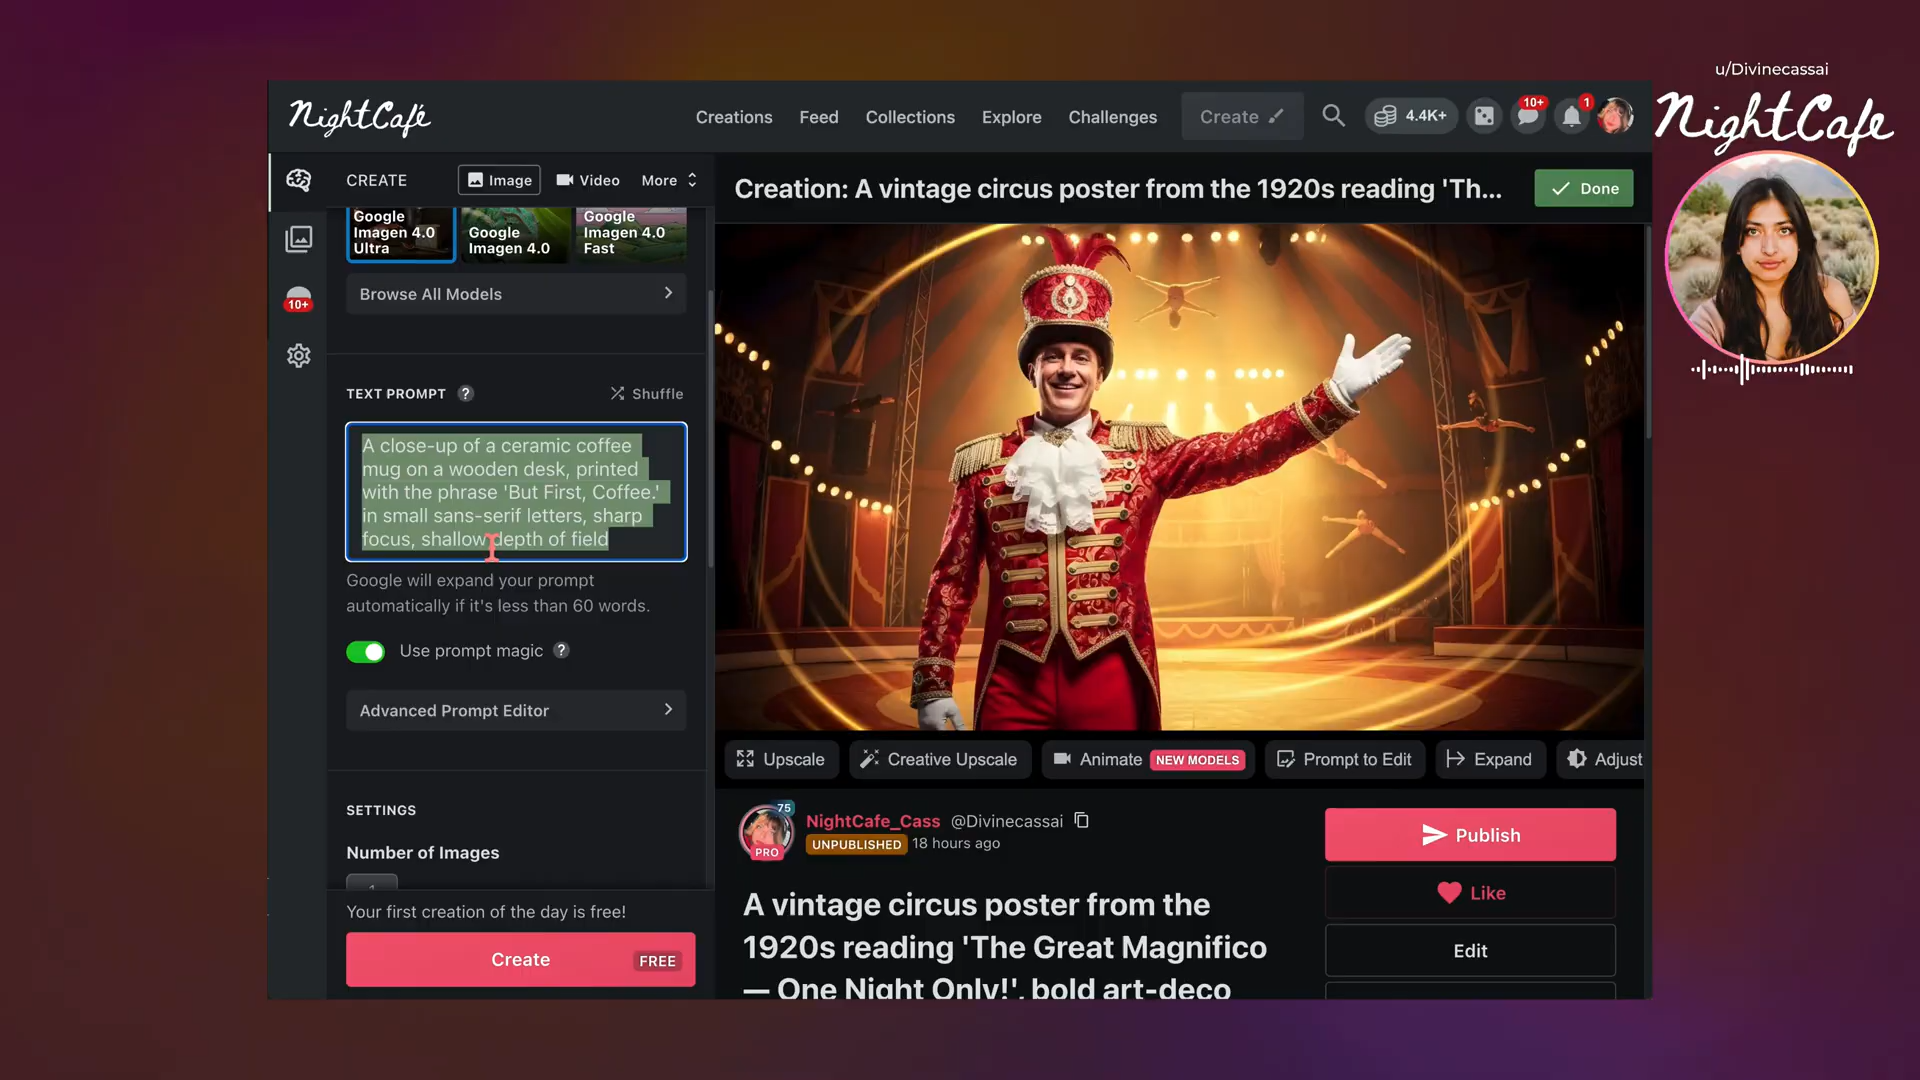 u/Divinecassai
NightCafe
NightCafé
Creations
Feed
Collections
Explore
Challenges
Create
4.4K+
10+
1
CREATE
Image
Video
More
Creation: A vintage circus poster from the 1920s reading 'Th...
Done
Google
Imagen 4.0
Ultra
Google
Imagen 4.0
Google
Imagen 4.0
Fast
Browse All Models
10+
TEXT PROMPT ?
Shuffle
A close-up of a ceramic coffee
mug on a wooden desk, printed
with the phrase 'But First, Coffee.'
in small sans-serif letters, sharp
focus, shallow depth of field
Google will expand your prompt
automatically if it's less than 60 words.
Use prompt magic ?
Advanced Prompt Editor
SETTINGS
Number of Images
1
Your first creation of the day is free!
Create FREE
Upscale
Creative Upscale
Animate NEW MODELS
Prompt to Edit
Expand
Adjust
75
PRO
NightCafe_Cass @Divinecassai
UNPUBLISHED 18 hours ago
A vintage circus poster from the
1920s reading 'The Great Magnifico
— One Night Only!', bold art-deco
Publish
Like
Edit